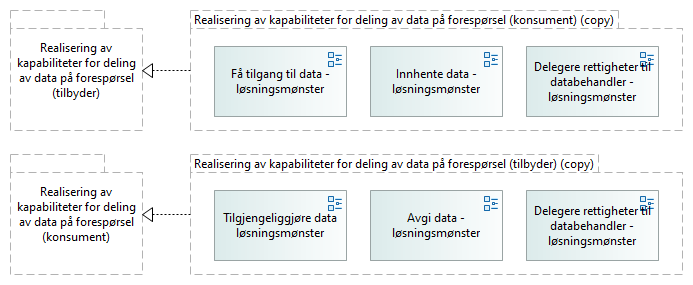 Realisering av
kapabiliteter for deling
av data på forespørsel
(tilbyder)
Realisering av kapabiliteter for deling av data på forespørsel (konsument) (copy)
Få tilgang til data -
løsningsmønster
Innhente data -
løsningsmønster
Delegere rettigheter til
databehandler -
løsningsmønster
Realisering av
kapabiliteter for deling
av data på forespørsel
(konsument)
Realisering av kapabiliteter for deling av data på forespørsel (tilbyder) (copy)
Tilgjengeliggjøre data
løsningsmønster
Avgi data -
løsningsmønster
Delegere rettigheter til
databehandler -
løsningsmønster